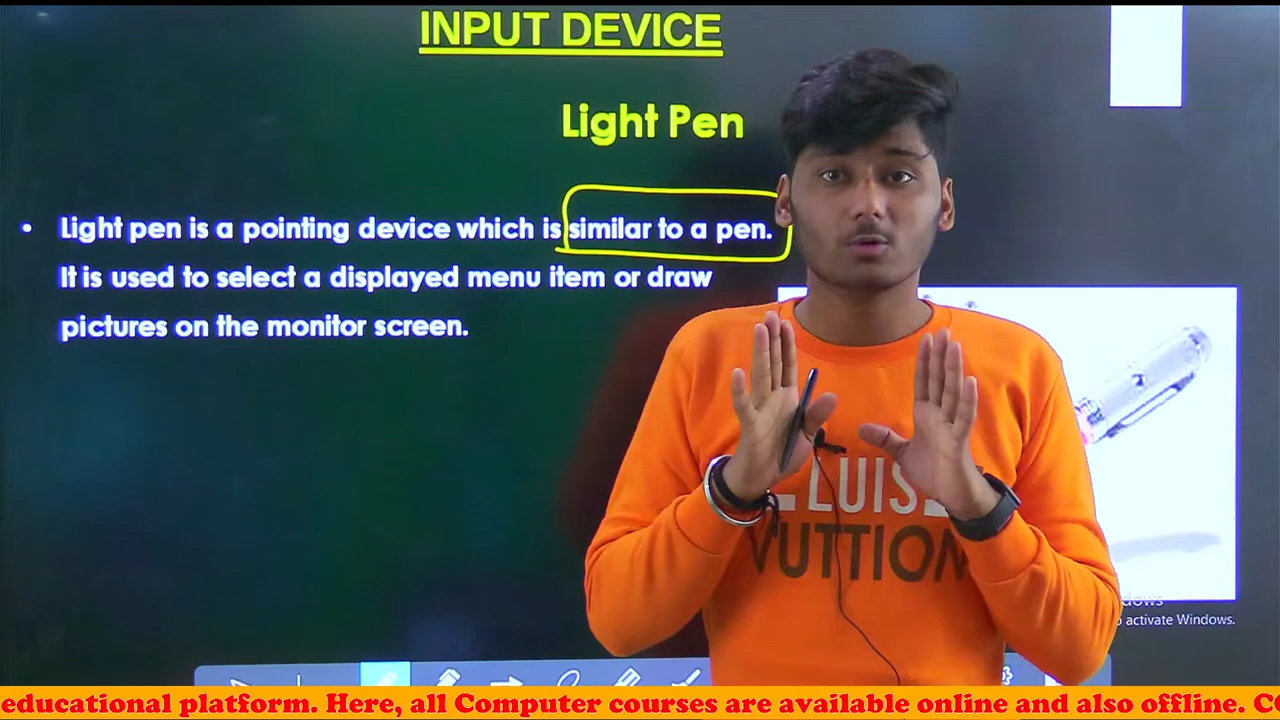 INPUT DEVICE
Light Pen
• Light pen is a pointing device which is similar to a pen.
It is used to select a displayed menu item or draw
pictures on the monitor screen.
LUIS
VUTTION
activate Windows.
educational platform. Here, all Computer courses are available online and also offline.